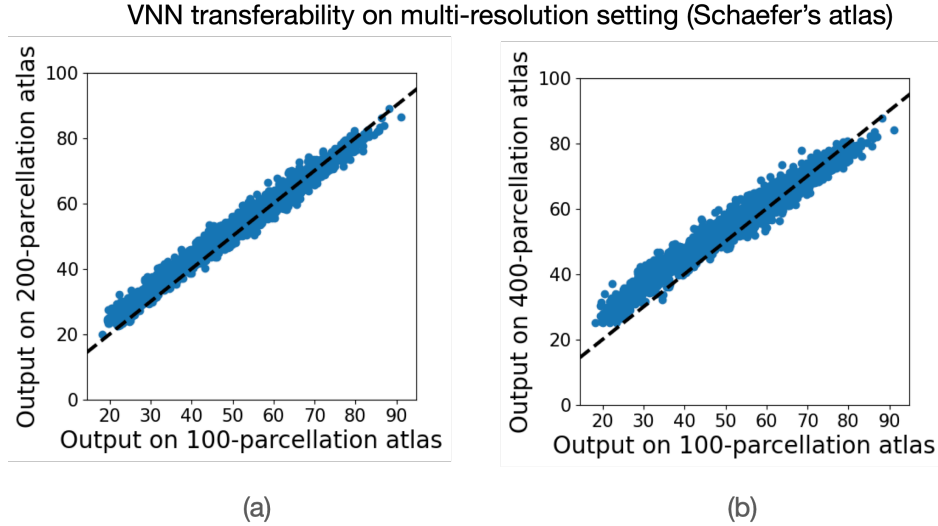 VNN transferability on multi-resolution setting (Schaefer's atlas)
Output on 200-parcellation atlas
100
80
60
40
20
0
20 30 40 50 60 70 80 90
Output on 100-parcellation atlas
(a)
Output on 400-parcellation atlas
100
80
60
40
20
0
20 30 40 50 60 70 80 90
Output on 100-parcellation atlas
(b)